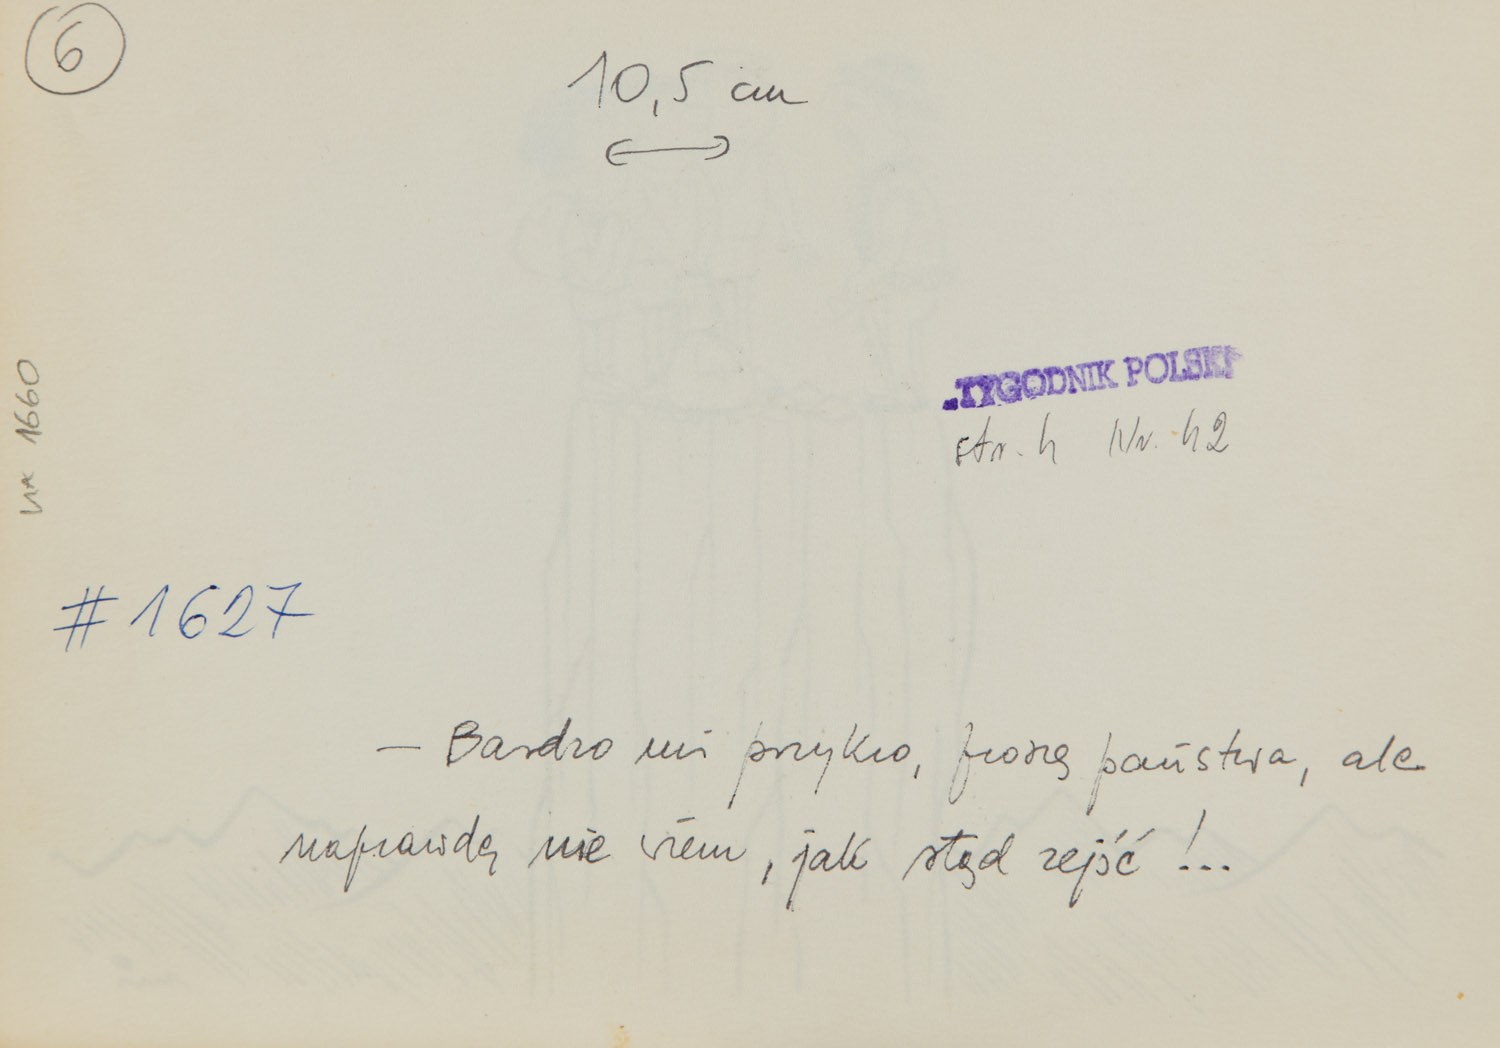 6
10,5 cm
"TYGODNIK POLSKI"
str. 4 Nr. 42
1660
#1627
— Bardzo mi przykro, proszę państwa, ale
naprawdę nie wiem, jak stąd zejść!...